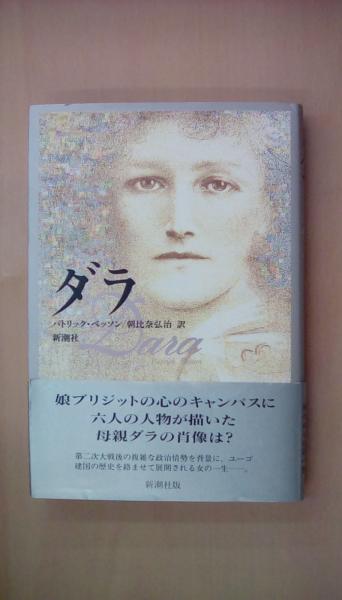 ダラ
Dara
パトリック・ベッソン/朝比奈弘治 訳
新潮社
娘ブリジットの心のキャンバスに
六人の人物が描いた
母親ダラの肖像は?
第二次大戦後の複雑な政治情勢を背景に、ユーゴ
建国の歴史を絡ませて展開される女の一生──。
新潮社版